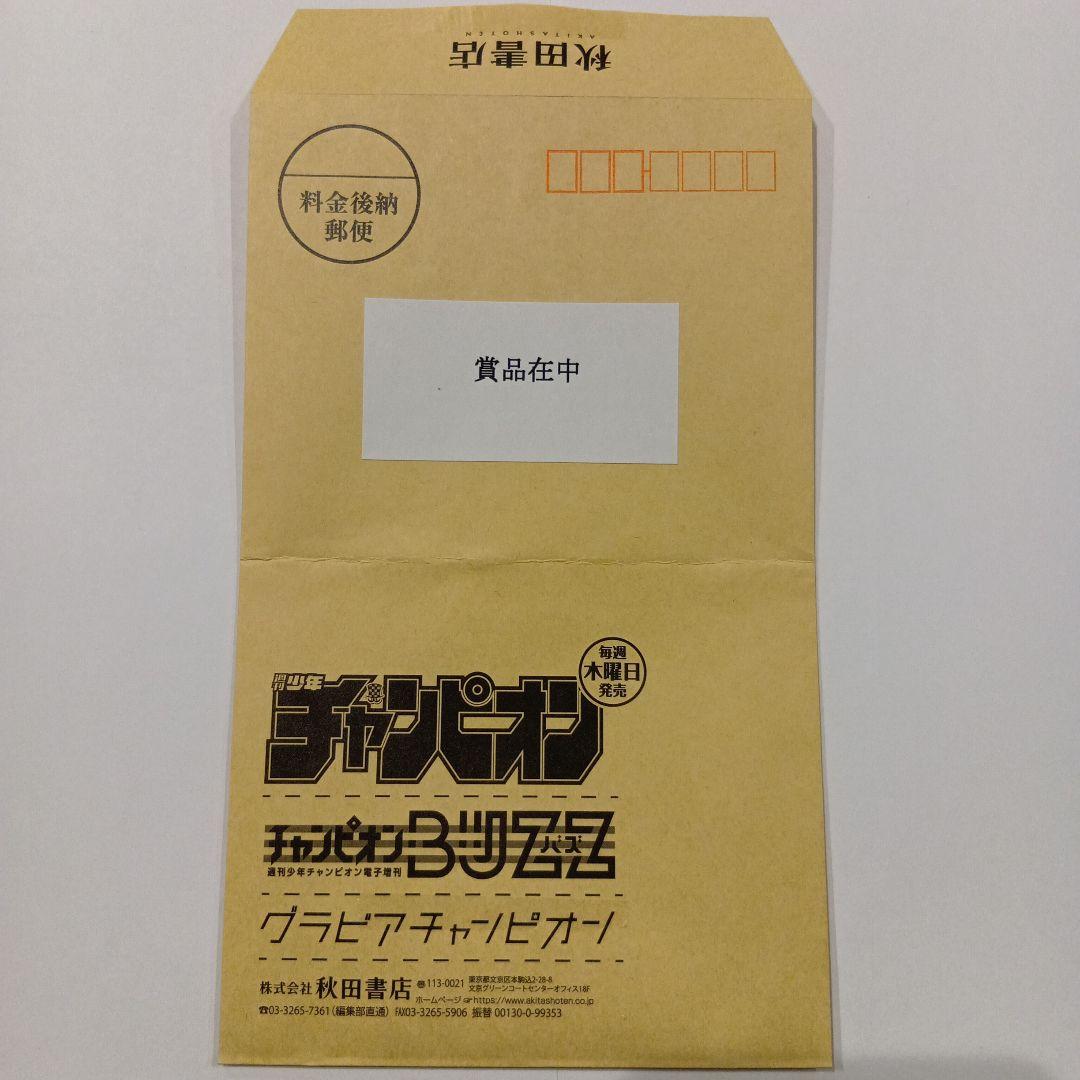 秋田書店
AKITASHOTEN
料金後納
郵便
賞品在中
毎週
木曜日
発売
週刊少年
チャンピオン
チャンピオンBUZZ
バズ
週刊少年チャンピオン電子増刊
グラビアチャンピオン
株式会社 秋田書店 〠113-0021 東京都文京区本駒込2-28-8
文京グリーンコートセンターオフィス18F
ホームページ☞https://www.akitashoten.co.jp
☎03-3265-7361(編集部直通) FAX03-3265-5906 振替 00130-0-99353